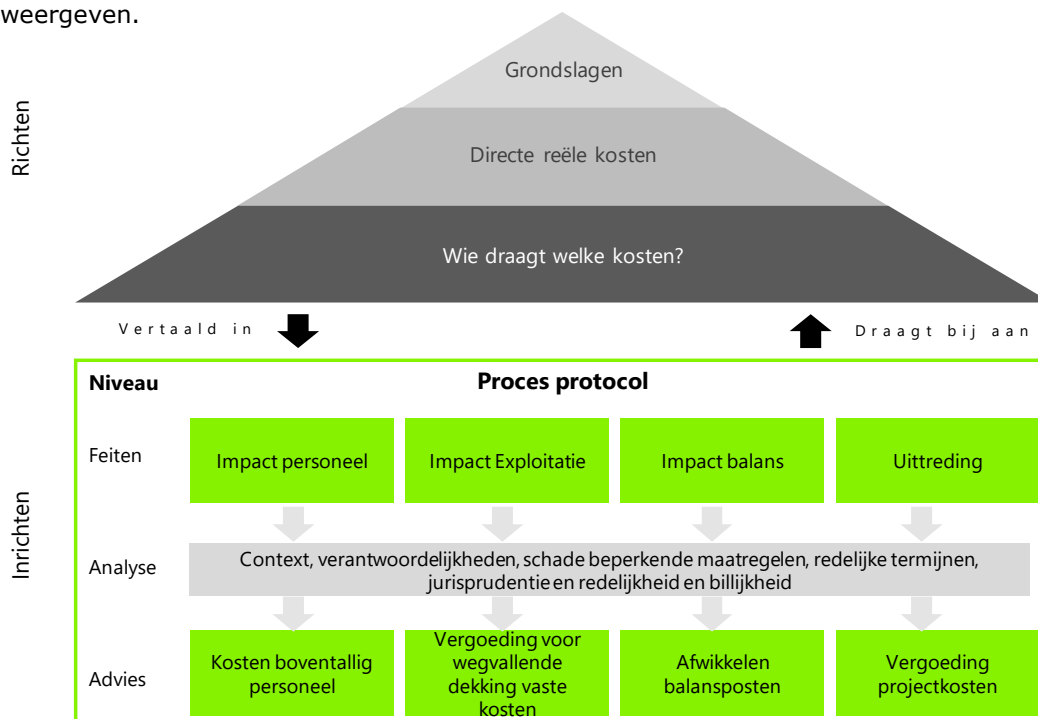 weergeven.
Richten
Grondslagen
Directe reële kosten
Wie draagt welke kosten?
Vertaald in
Draagt bij aan
Inrichten
Niveau
Proces protocol
Feiten
Impact personeel
Impact Exploitatie
Impact balans
Uittreding
Analyse
Context, verantwoordelijkheden, schade beperkende maatregelen, redelijke termijnen,
jurisprudentie en redelijkheid en billijkheid
Advies
Kosten boventallig
personeel
Vergoeding voor
wegvallende
dekking vaste
kosten
Afwikkelen
balansposten
Vergoeding
projectkosten